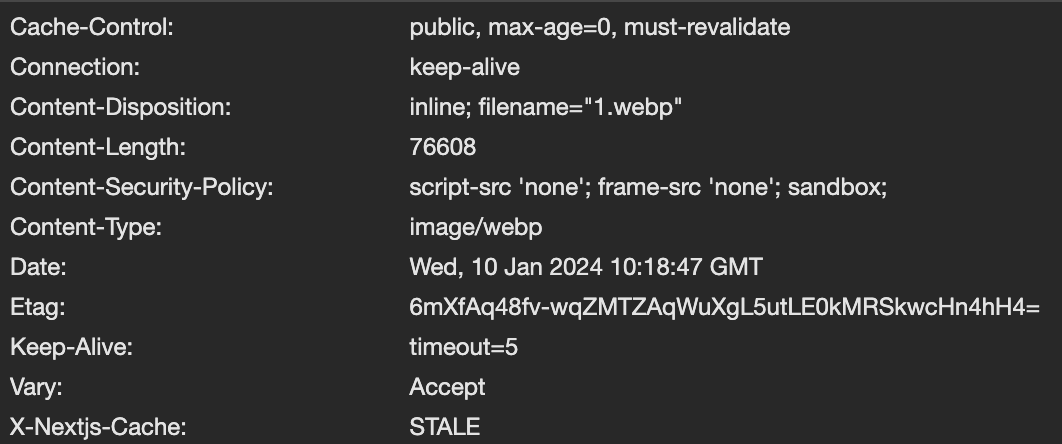 Cache-Control: public, max-age=0, must-revalidate
Connection: keep-alive
Content-Disposition: inline; filename="1.webp"
Content-Length: 76608
Content-Security-Policy: script-src 'none'; frame-src 'none'; sandbox;
Content-Type: image/webp
Date: Wed, 10 Jan 2024 10:18:47 GMT
Etag: 6mXfAq48fv-wqZMTZAqWuXgL5utLE0kMRSkwcHn4hH4=
Keep-Alive: timeout=5
Vary: Accept
X-Nextjs-Cache: STALE